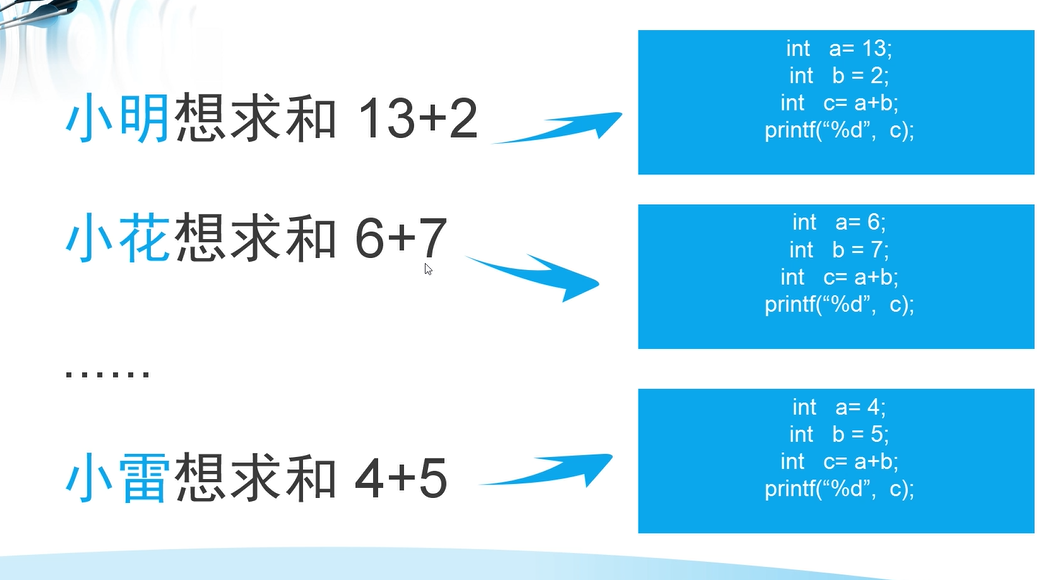 小明想求和 13+2
int a= 13;
int b = 2;
int c= a+b;
printf(“%d”, c);
小花想求和 6+7
int a= 6;
int b = 7;
int c= a+b;
printf(“%d”, c);
······
小雷想求和 4+5
int a= 4;
int b = 5;
int c= a+b;
printf(“%d”, c);